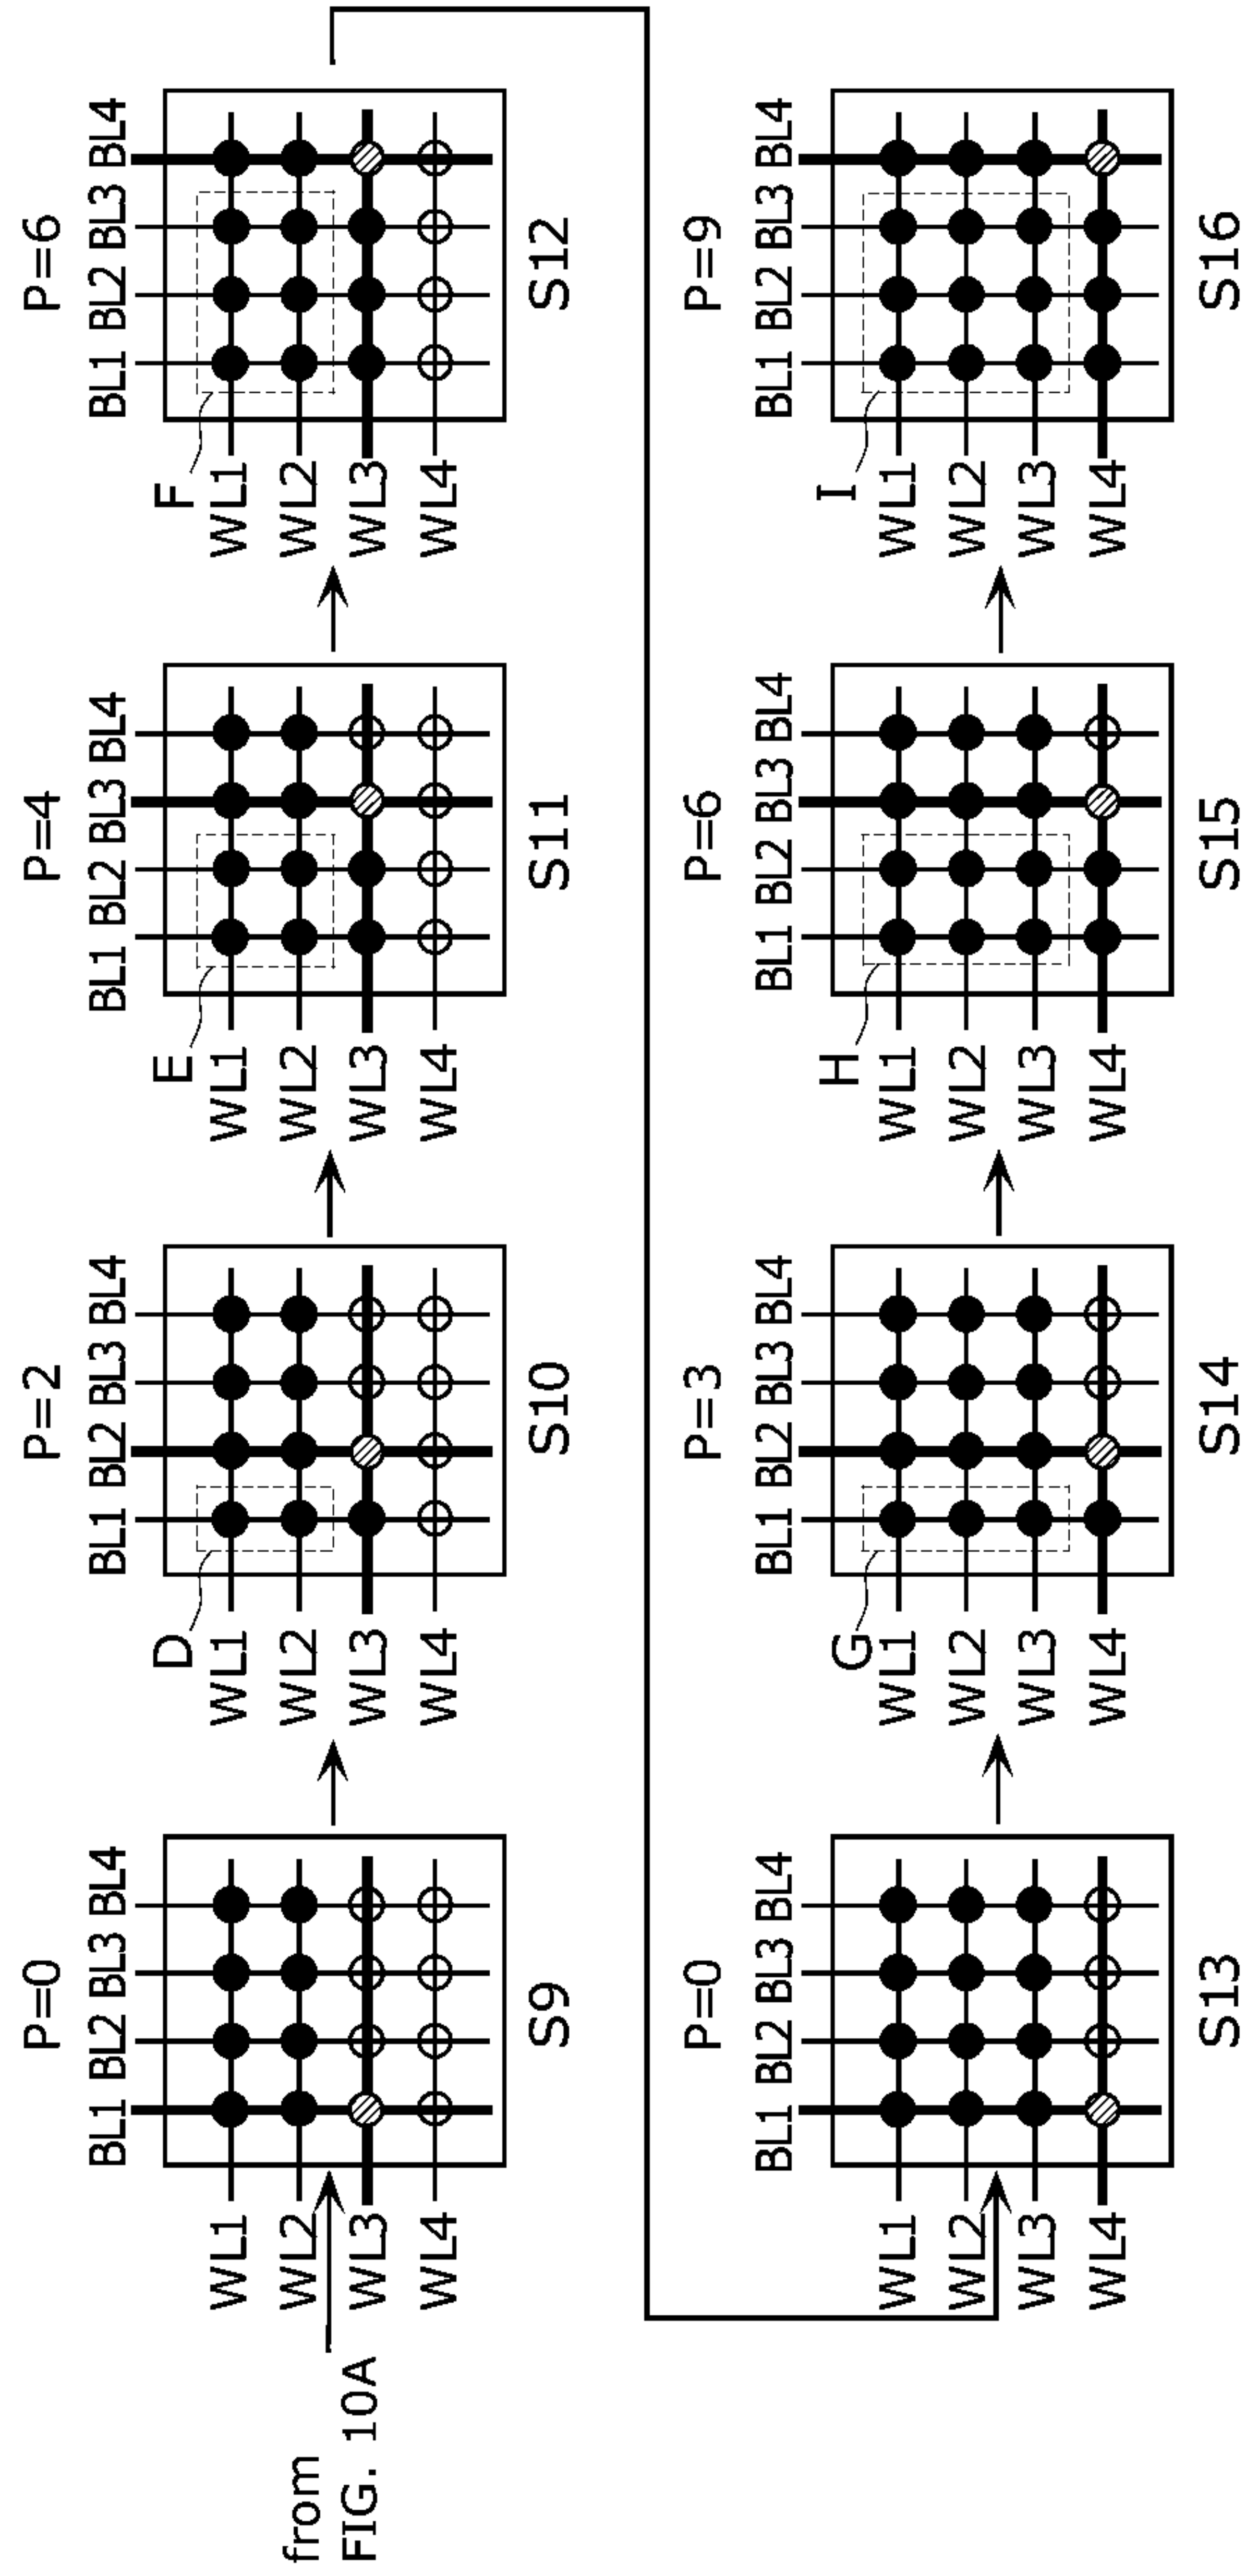 from
FIG. 10A
P=0
BL1 BL2 BL3 BL4
WL1
WL2
WL3
WL4
S9
P=2
BL1 BL2 BL3 BL4
D
WL1
WL2
WL3
WL4
S10
P=4
BL1 BL2 BL3 BL4
E
WL1
WL2
WL3
WL4
S11
P=6
BL1 BL2 BL3 BL4
F
WL1
WL2
WL3
WL4
S12
P=0
BL1 BL2 BL3 BL4
WL1
WL2
WL3
WL4
S13
P=3
BL1 BL2 BL3 BL4
G
WL1
WL2
WL3
WL4
S14
P=6
BL1 BL2 BL3 BL4
H
WL1
WL2
WL3
WL4
S15
P=9
BL1 BL2 BL3 BL4
I
WL1
WL2
WL3
WL4
S16